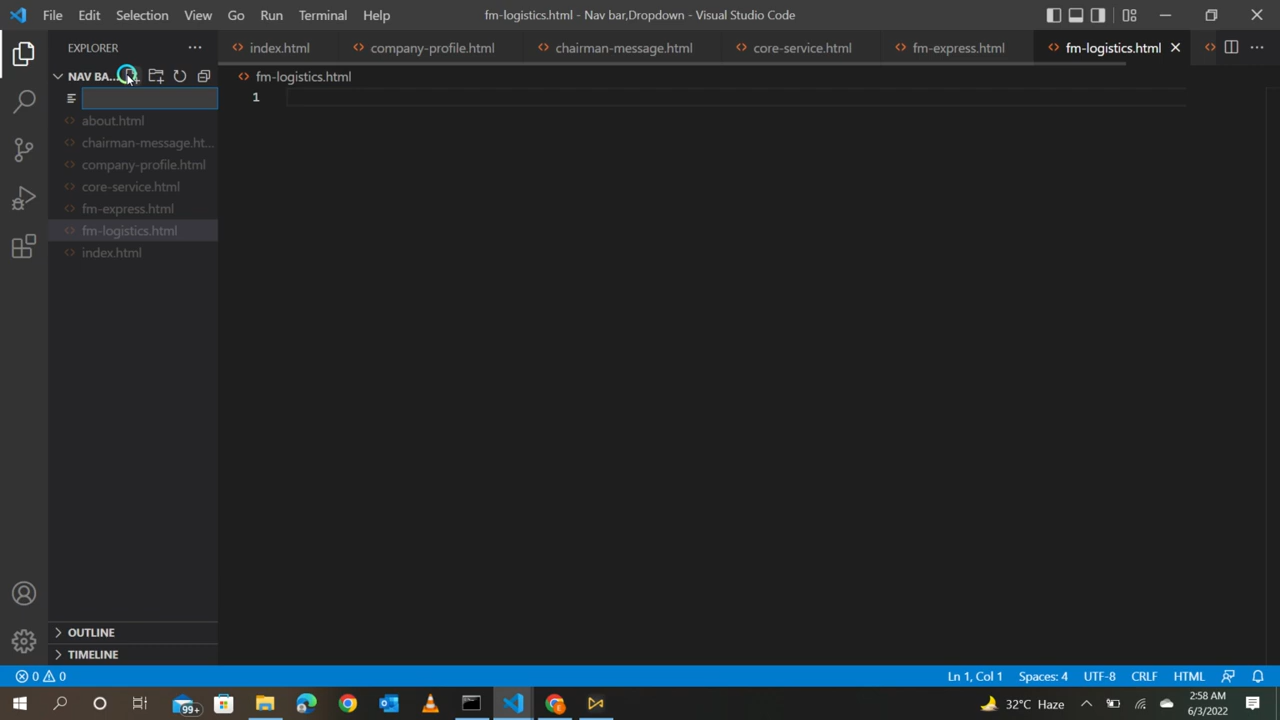 File Edit Selection View Go Run Terminal Help fm-logistics.html - Nav bar,Dropdown - Visual Studio Code
EXPLORER
index.html company-profile.html chairman-message.html core-service.html fm-express.html fm-logistics.html
NAV BA...
fm-logistics.html
1
about.html
chairman-message.ht...
company-profile.html
core-service.html
fm-express.html
fm-logistics.html
index.html
OUTLINE
TIMELINE
0 0 Ln 1, Col 1 Spaces: 4 UTF-8 CRLF HTML
99+ 32°C Haze 2:58 AM
6/3/2022